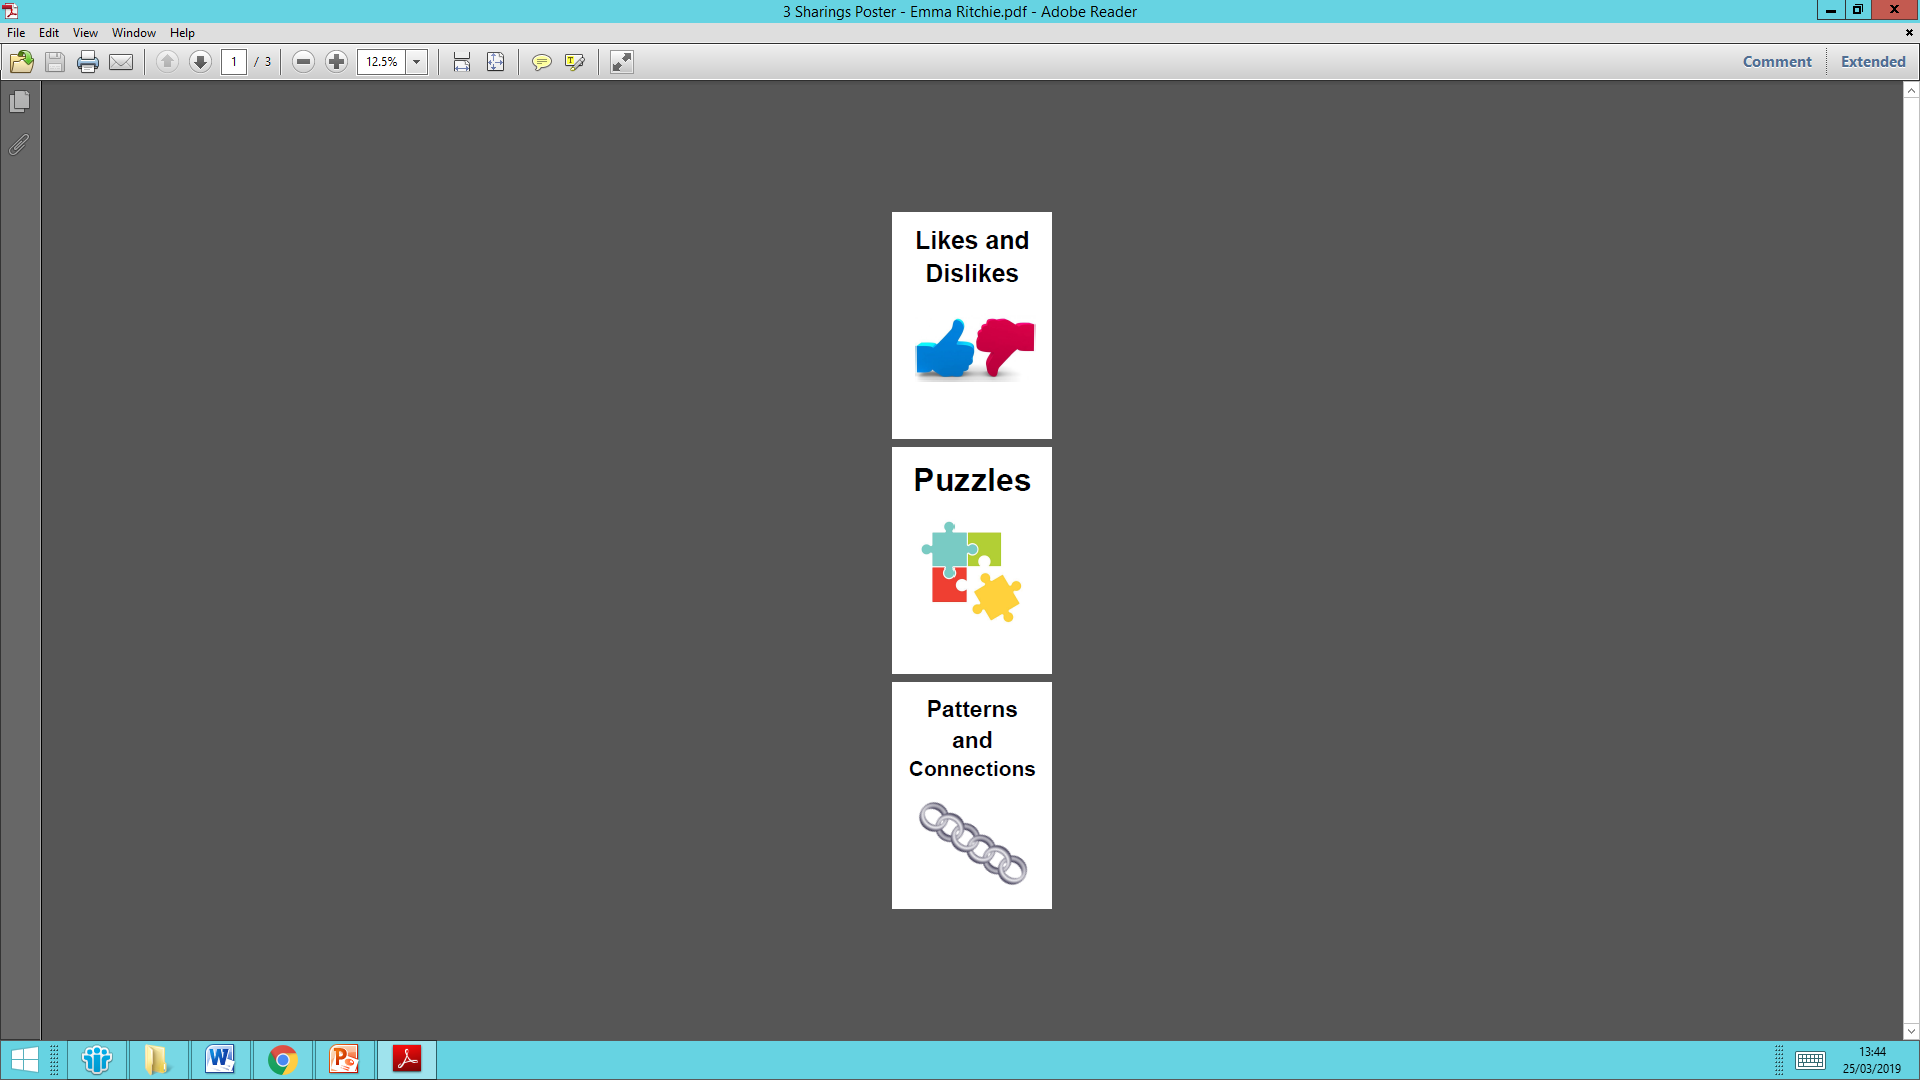 3 Sharings Poster - Emma Ritchie.pdf - Adobe Reader
File Edit View Window Help
1 / 3 12.5% Comment Extended
Likes and
Dislikes
Puzzles
Patterns
and
Connections
13:44
25/03/2019